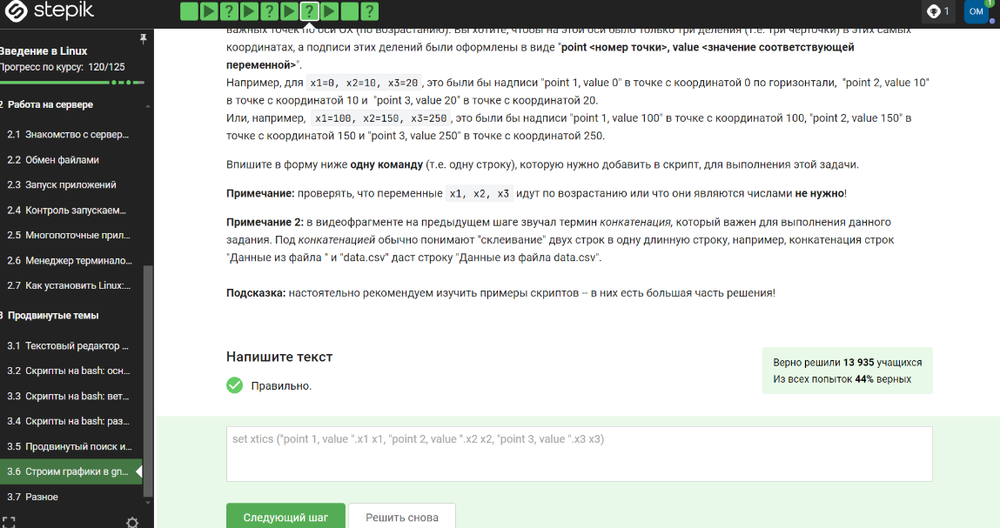 stepik
1
ОМ
1
Введение в Linux
Прогресс по курсу: 120/125
2 Работа на сервере
2.1 Знакомство с сервер...
2.2 Обмен файлами
2.3 Запуск приложений
2.4 Контроль запускаем...
2.5 Многопоточные прил...
2.6 Менеджер терминало...
2.7 Как установить Linux:...
3 Продвинутые темы
3.1 Текстовый редактор ...
3.2 Скрипты на bash: осн...
3.3 Скрипты на bash: вет...
3.4 Скрипты на bash: раз...
3.5 Продвинутый поиск и...
3.6 Строим графики в gn...
3.7 Разное
важных точек по оси OX (по возрастанию). Вы хотите, чтобы на этой оси было только три деления (т.е. три чёрточки) в этих самых
координатах, а подписи этих делений были оформлены в виде "point <номер точки>, value <значение соответствующей
переменной>".
Например, для x1=0, x2=10, x3=20, это были бы надписи "point 1, value 0" в точке с координатой 0 по горизонтали, "point 2, value 10"
в точке с координатой 10 и "point 3, value 20" в точке с координатой 20.
Или, например, x1=100, x2=150, x3=250, это были бы надписи "point 1, value 100" в точке с координатой 100, "point 2, value 150" в
точке с координатой 150 и "point 3, value 250" в точке с координатой 250.
Впишите в форму ниже одну команду (т.е. одну строку), которую нужно добавить в скрипт, для выполнения этой задачи.
Примечание: проверять, что переменные x1, x2, x3 идут по возрастанию или что они являются числами не нужно!
Примечание 2: в видеофрагменте на предыдущем шаге звучал термин конкатенация, который важен для выполнения данного
задания. Под конкатенацией обычно понимают "склеивание" двух строк в одну длинную строку, например, конкатенация строк
"Данные из файла " и "data.csv" даст строку "Данные из файла data.csv".
Подсказка: настоятельно рекомендуем изучить примеры скриптов -- в них есть большая часть решения!
Напишите текст
Правильно.
Верно решили 13 935 учащихся
Из всех попыток 44% верных
set xtics ("point 1, value ".x1 x1, "point 2, value ".x2 x2, "point 3, value ".x3 x3)
Следующий шаг
Решить снова